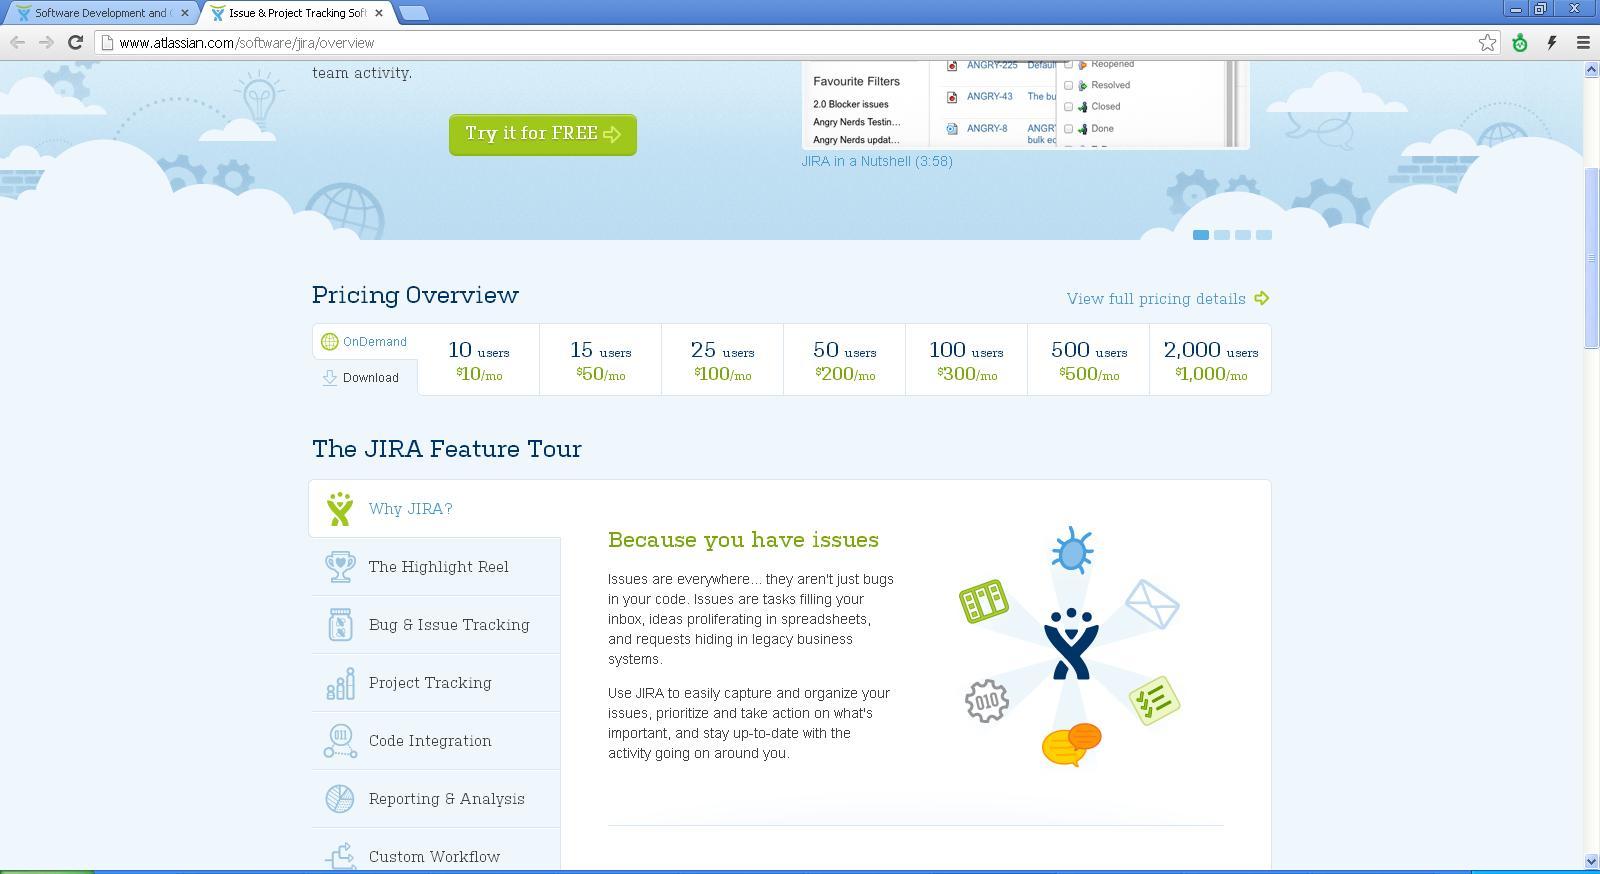 Software Development and
Issue & Project Tracking Sof
www.atlassian.com/software/jira/overview
team activity.
Try it for FREE
Favourite Filters
2.0 Blocker issues
Angry Nerds Testin...
Angry Nerds updat...
ANGRY-225 Defaul
ANGRY-43 The bu
ANGRY-8 ANGR
bulk ec
Reopened
Resolved
Closed
Done
JIRA in a Nutshell (3:58)
Pricing Overview
View full pricing details
OnDemand
Download
10 users
$10/mo
15 users
$50/mo
25 users
$100/mo
50 users
$200/mo
100 users
$300/mo
500 users
$500/mo
2,000 users
$1,000/mo
The JIRA Feature Tour
Why JIRA?
The Highlight Reel
Bug & Issue Tracking
Project Tracking
011
Code Integration
Reporting & Analysis
Custom Workflow
Because you have issues
Issues are everywhere... they aren't just bugs
in your code. Issues are tasks filling your
inbox, ideas proliferating in spreadsheets,
and requests hiding in legacy business
systems.
Use JIRA to easily capture and organize your
issues, prioritize and take action on what's
important, and stay up-to-date with the
activity going on around you.
010